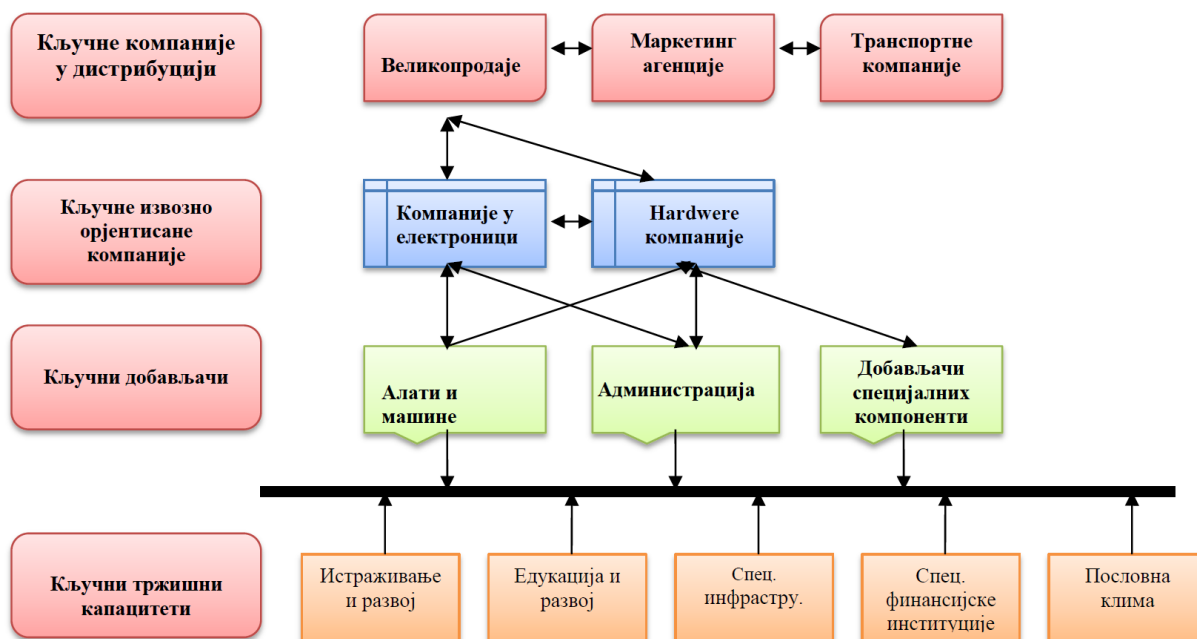 Кључне компаније
у дистрибуцији
Великопродаје
Маркетинг
агенције
Транспортне
компаније
Кључне извозно
орјентисане
компаније
Компаније у
електроници
Hardwere
компаније
Кључни добављачи
Алати и
машине
Администрација
Добављачи
специјалних
компоненти
Кључни тржишни
капацитети
Истраживање
и развој
Едукација и
развој
Спец.
инфрастру.
Спец.
финансијске
институције
Пословна
клима